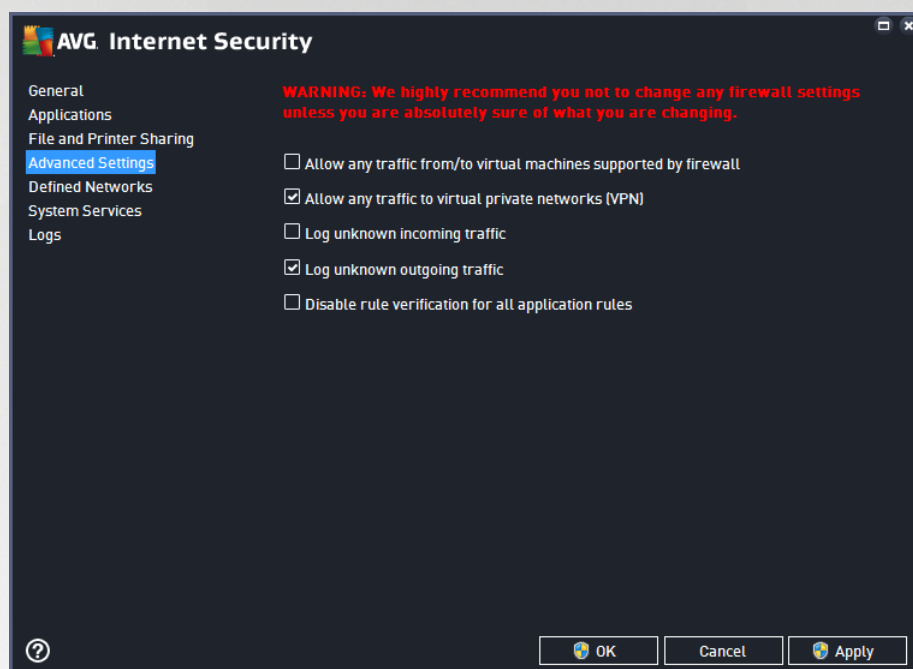 AVG. Internet Security
General
Applications
File and Printer Sharing
Advanced Settings
Defined Networks
System Services
Logs
WARNING: We highly recommend you not to change any firewall settings
unless you are absolutely sure of what you are changing.
Allow any traffic from/to virtual machines supported by firewall
Allow any traffic to virtual private networks (VPN)
Log unknown incoming traffic
Log unknown outgoing traffic
Disable rule verification for all application rules
?
OK
Cancel
Apply